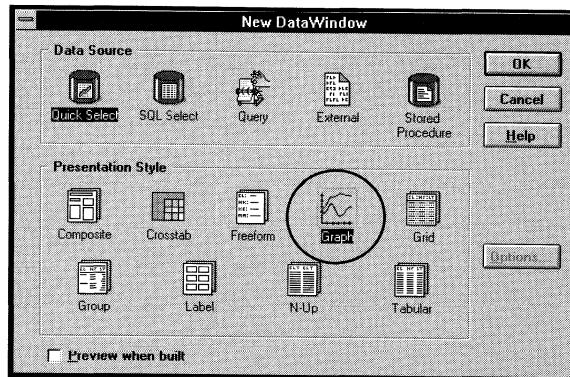 New DataWindow
Data Source
OK
Quick Select
SQL Select
Query
External
Stored Procedure
Cancel
Help
Presentation Style
Composite
Crosstab
Freeform
Graph
Grid
Options...
Group
Label
N-Up
Tabular
Preview when built